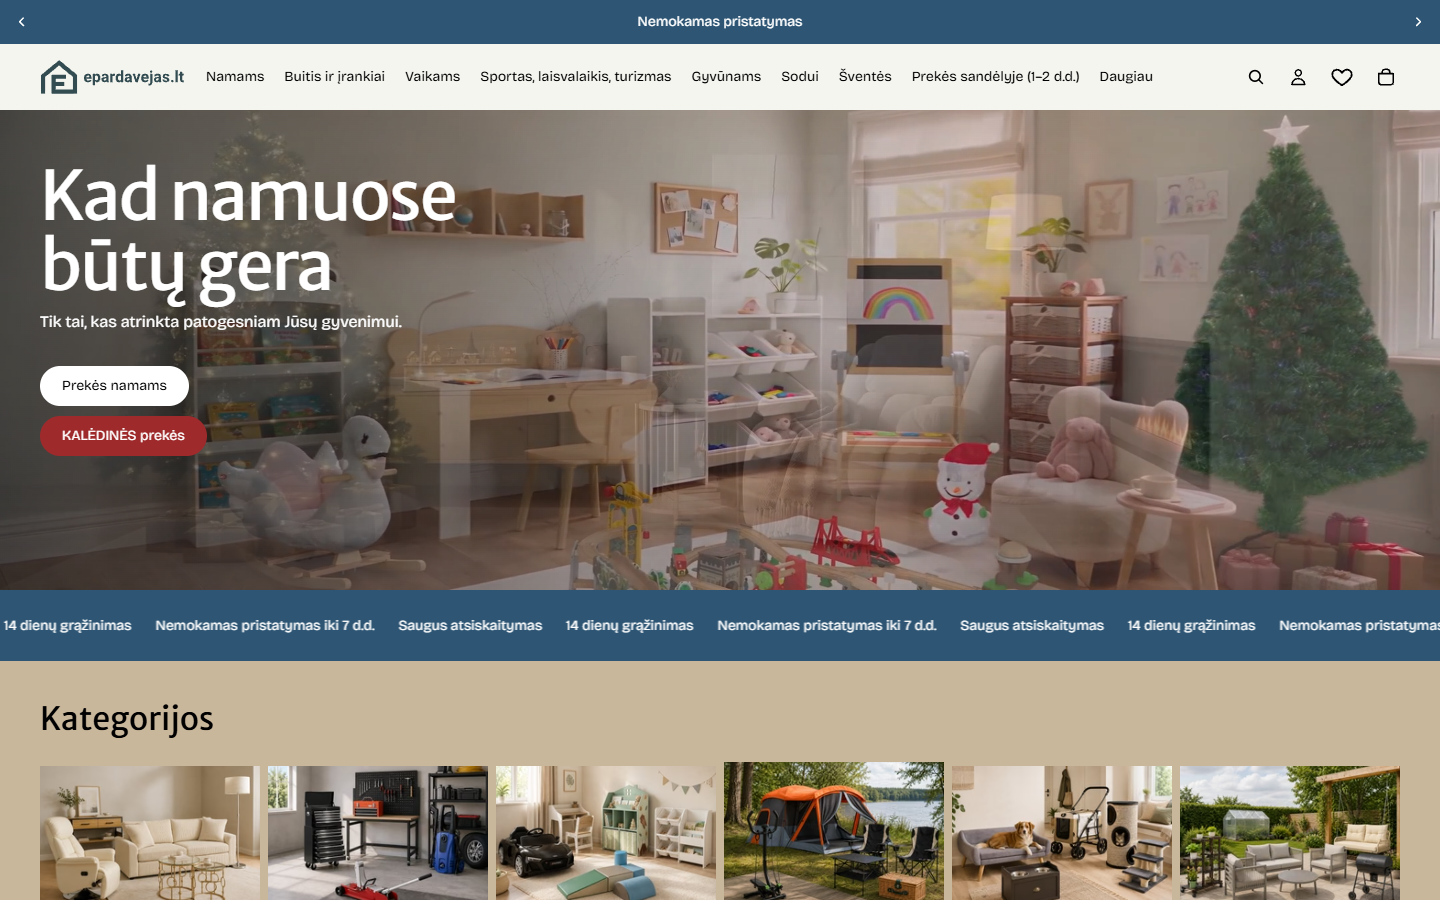 Nemokamas pristatymas
epardavejas.lt
Namams
Buitis ir įrankiai
Vaikams
Sportas, laisvalaikis, turizmas
Gyvūnams
Sodui
Šventės
Prekės sandėlyje (1–2 d.d.)
Daugiau
Kad namuose
būtų gera
Tik tai, kas atrinkta patogesniam Jūsų gyvenimui.
Prekės namams
KALĖDINĖS prekės
14 dienų grąžinimas
Nemokamas pristatymas iki 7 d.d.
Saugus atsiskaitymas
14 dienų grąžinimas
Nemokamas pristatymas iki 7 d.d.
Saugus atsiskaitymas
14 dienų grąžinimas
Nemokamas pristatymas
Kategorijos